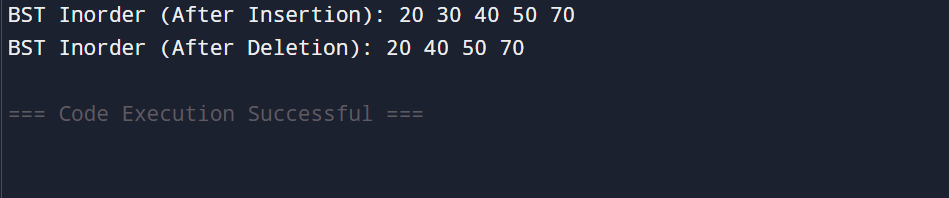 BST Inorder (After Insertion): 20 30 40 50 70
BST Inorder (After Deletion): 20 40 50 70
=== Code Execution Successful ===